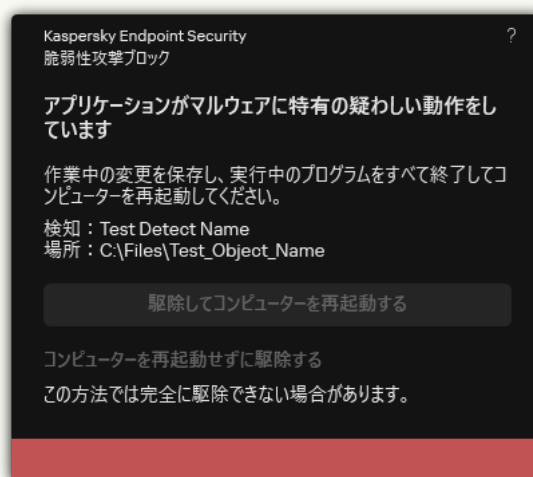 Kaspersky Endpoint Security
?
脆弱性攻撃ブロック
アプリケーションがマルウェアに特有の疑わしい動作をし
ています
作業中の変更を保存し、実行中のプログラムをすべて終了してコ
ンピューターを再起動してください。
検知：Test Detect Name
場所：C:\Files\Test_Object_Name
駆除してコンピューターを再起動する
コンピューターを再起動せずに駆除する
この方法では完全に駆除できない場合があります。